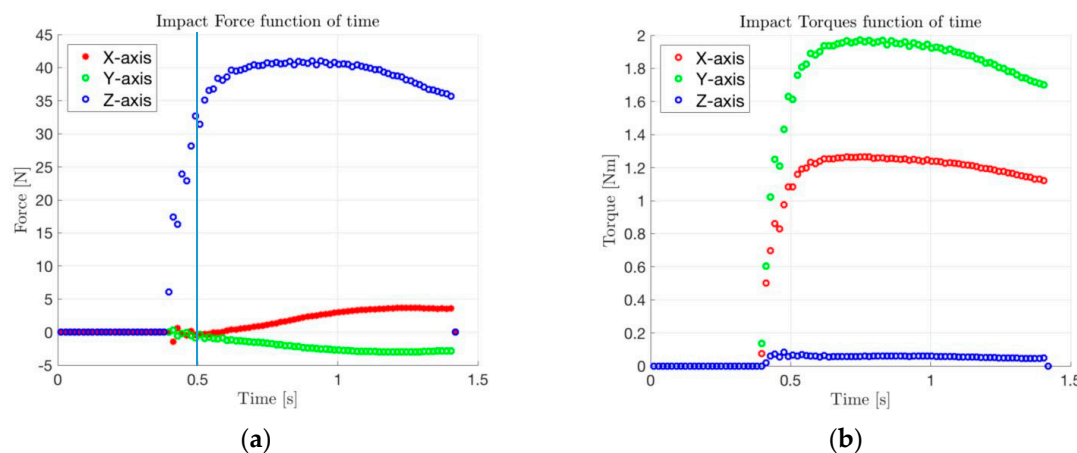 Impact Force function of time
45
40
35
30
25
20
15
10
5
0
-5
Force [N]
X-axis
Y-axis
Z-axis
0
0.5
1
1.5
Time [s]
(a)
Impact Torques function of time
2
1.8
1.6
1.4
1.2
1
0.8
0.6
0.4
0.2
0
Torque [Nm]
X-axis
Y-axis
Z-axis
0
0.5
1
1.5
Time [s]
(b)